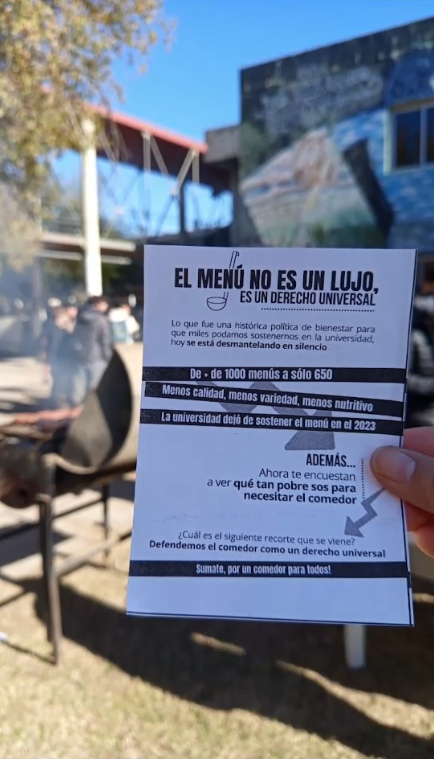 EL MENÚ NO ES UN LUJO,
ES UN DERECHO UNIVERSAL
Lo que fue una histórica política de bienestar para
que miles podamos sostenernos en la universidad,
hoy se está desmantelando en silencio
De + de 1000 menús a sólo 650
Menos calidad, menos variedad, menos nutritivo
La universidad dejó de sostener el menú en el 2023
ADEMÁS...
Ahora te encuestan
a ver qué tan pobre sos para
necesitar el comedor
¿Cuál es el siguiente recorte que se viene?
Defendemos el comedor como un derecho universal
Sumate, por un comedor para todos!